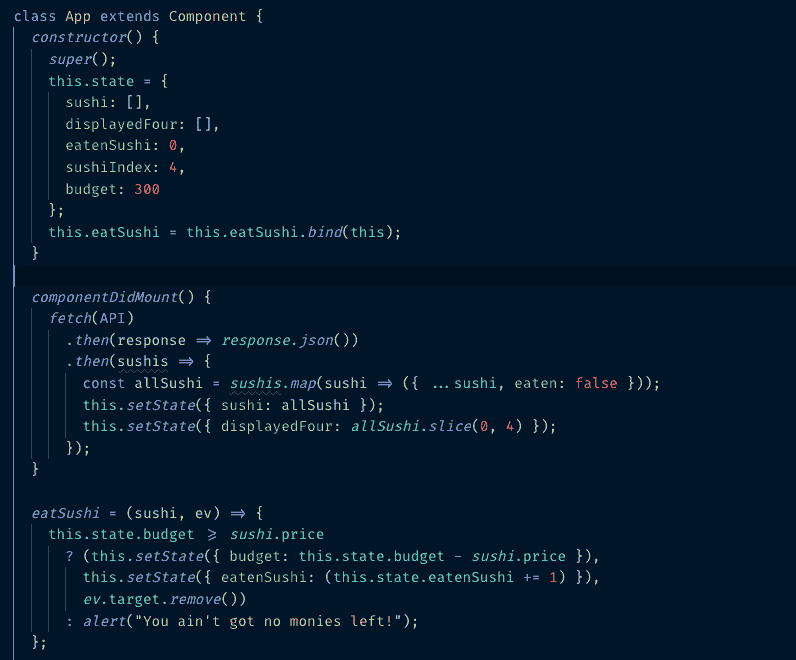 class App extends Component {
constructor() {
super();
this.state = {
sushi: [],
displayedFour: [],
eatenSushi: 0,
sushiIndex: 4,
budget: 300
};
this.eatSushi = this.eatSushi.bind(this);
}
componentDidMount() {
fetch(API)
.then(response => response.json())
.then(sushis => {
const allSushi = sushis.map(sushi => ({ ...sushi, eaten: false }));
this.setState({ sushi: allSushi });
this.setState({ displayedFour: allSushi.slice(0, 4) });
});
}
eatSushi = (sushi, ev) => {
this.state.budget >= sushi.price
? (this.setState({ budget: this.state.budget - sushi.price }),
this.setState({ eatenSushi: (this.state.eatenSushi += 1) }),
ev.target.remove())
: alert("You ain't got no monies left!");
};